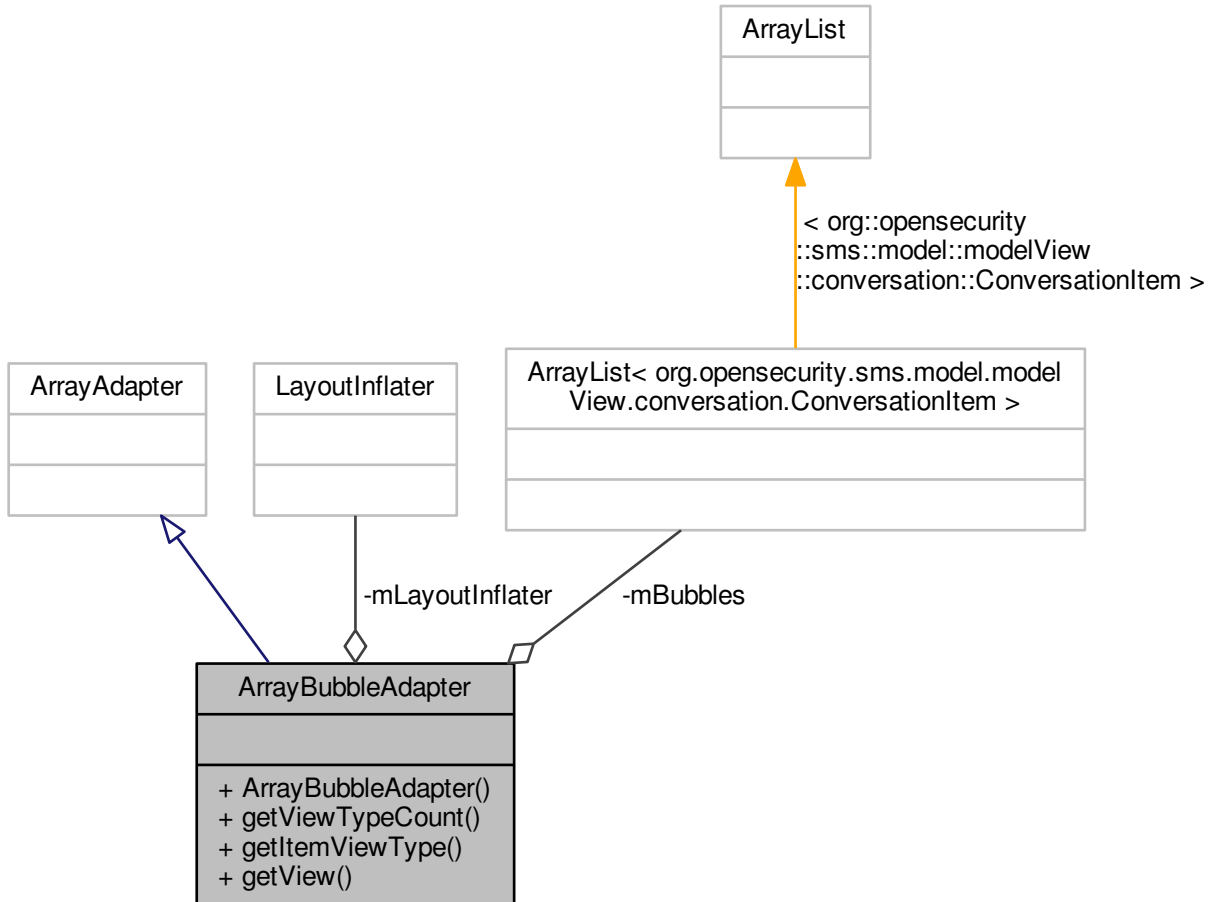 ArrayList
< org::opensecurity
::sms::model::modelView
::conversation::ConversationItem >
ArrayAdapter
LayoutInflater
ArrayList< org.opensecurity.sms.model.model
View.conversation.ConversationItem >
-mLayoutInflater
-mBubbles
ArrayBubbleAdapter
+ ArrayBubbleAdapter()
+ getViewTypeCount()
+ getItemViewType()
+ getView()